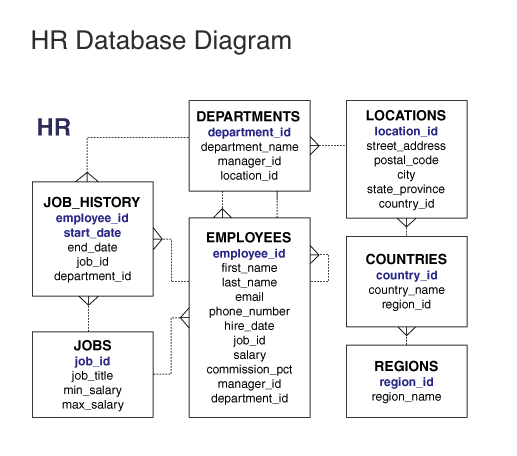 HR Database Diagram
HR
DEPARTMENTS
department_id
department_name
manager_id
location_id
LOCATIONS
location_id
street_address
postal_code
city
state_province
country_id
JOB_HISTORY
employee_id
start_date
end_date
job_id
department_id
EMPLOYEES
employee_id
first_name
last_name
email
phone_number
hire_date
job_id
salary
commission_pct
manager_id
department_id
COUNTRIES
country_id
country_name
region_id
JOBS
job_id
job_title
min_salary
max_salary
REGIONS
region_id
region_name